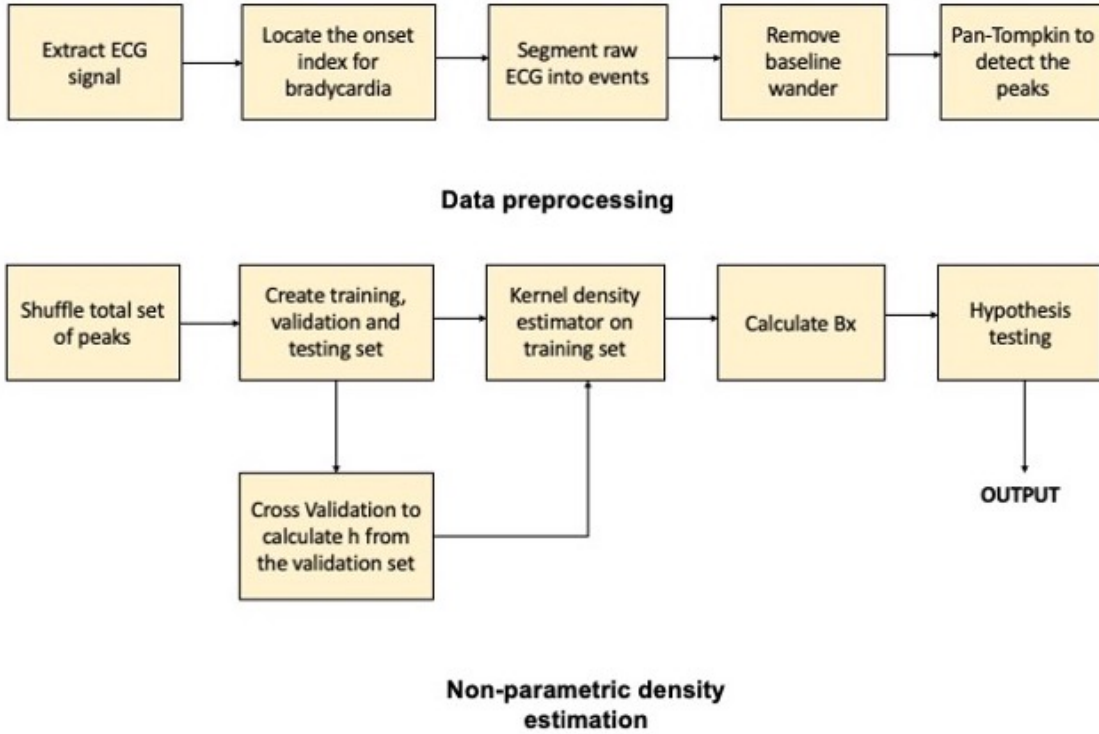 Extract ECG
signal
Locate the onset
index for
bradycardia
Segment raw
ECG into events
Remove
baseline
wander
Pan-Tompkin to
detect the
peaks
Data preprocessing
Shuffle total set
of peaks
Create training,
validation and
testing set
Kernel density
estimator on
training set
Calculate Bx
Hypothesis
testing
Cross Validation to
calculate h from
the validation set
OUTPUT
Non-parametric density
estimation